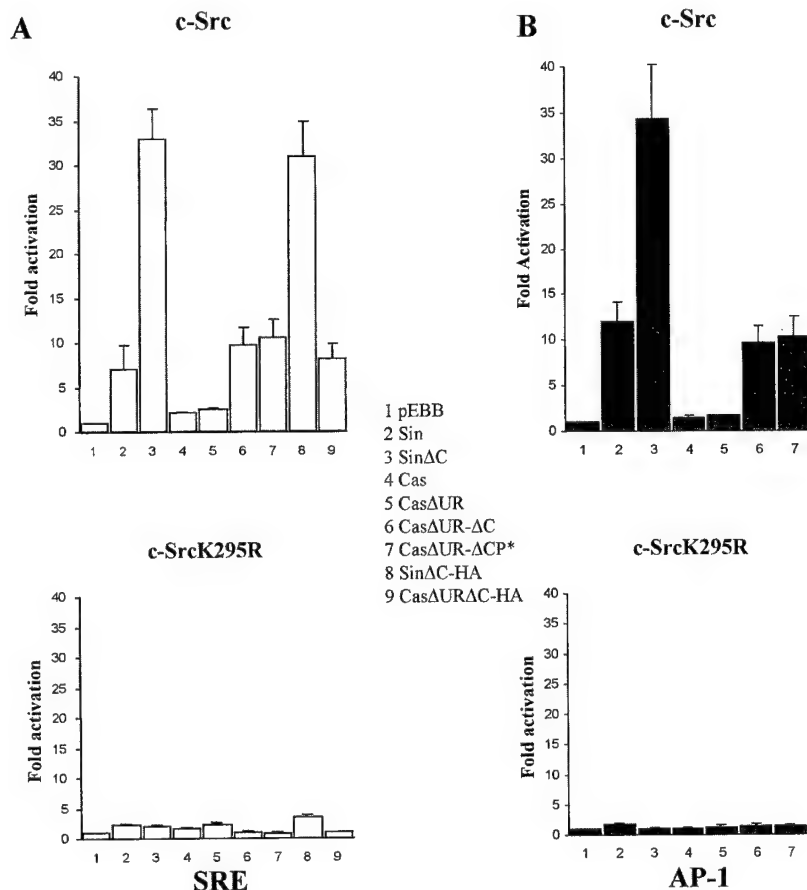 A
c-Src
Fold activation
40
35
30
25
20
15
10
5
0
1 2 3 4 5 6 7 8 9
B
c-Src
Fold Activation
40
35
30
25
20
15
10
5
0
1 2 3 4 5 6 7
1 pEBB
2 Sin
3 SinΔC
4 Cas
5 CasΔUR
6 CasΔUR-ΔC
7 CasΔUR-ΔCP*
8 SinΔC-HA
9 CasΔURΔC-HA
c-SrcK295R
Fold activation
40
35
30
25
20
15
10
5
0
1 2 3 4 5 6 7 8 9
SRE
c-SrcK295R
Fold activation
40
35
30
25
20
15
10
5
0
1 2 3 4 5 6 7
AP-1